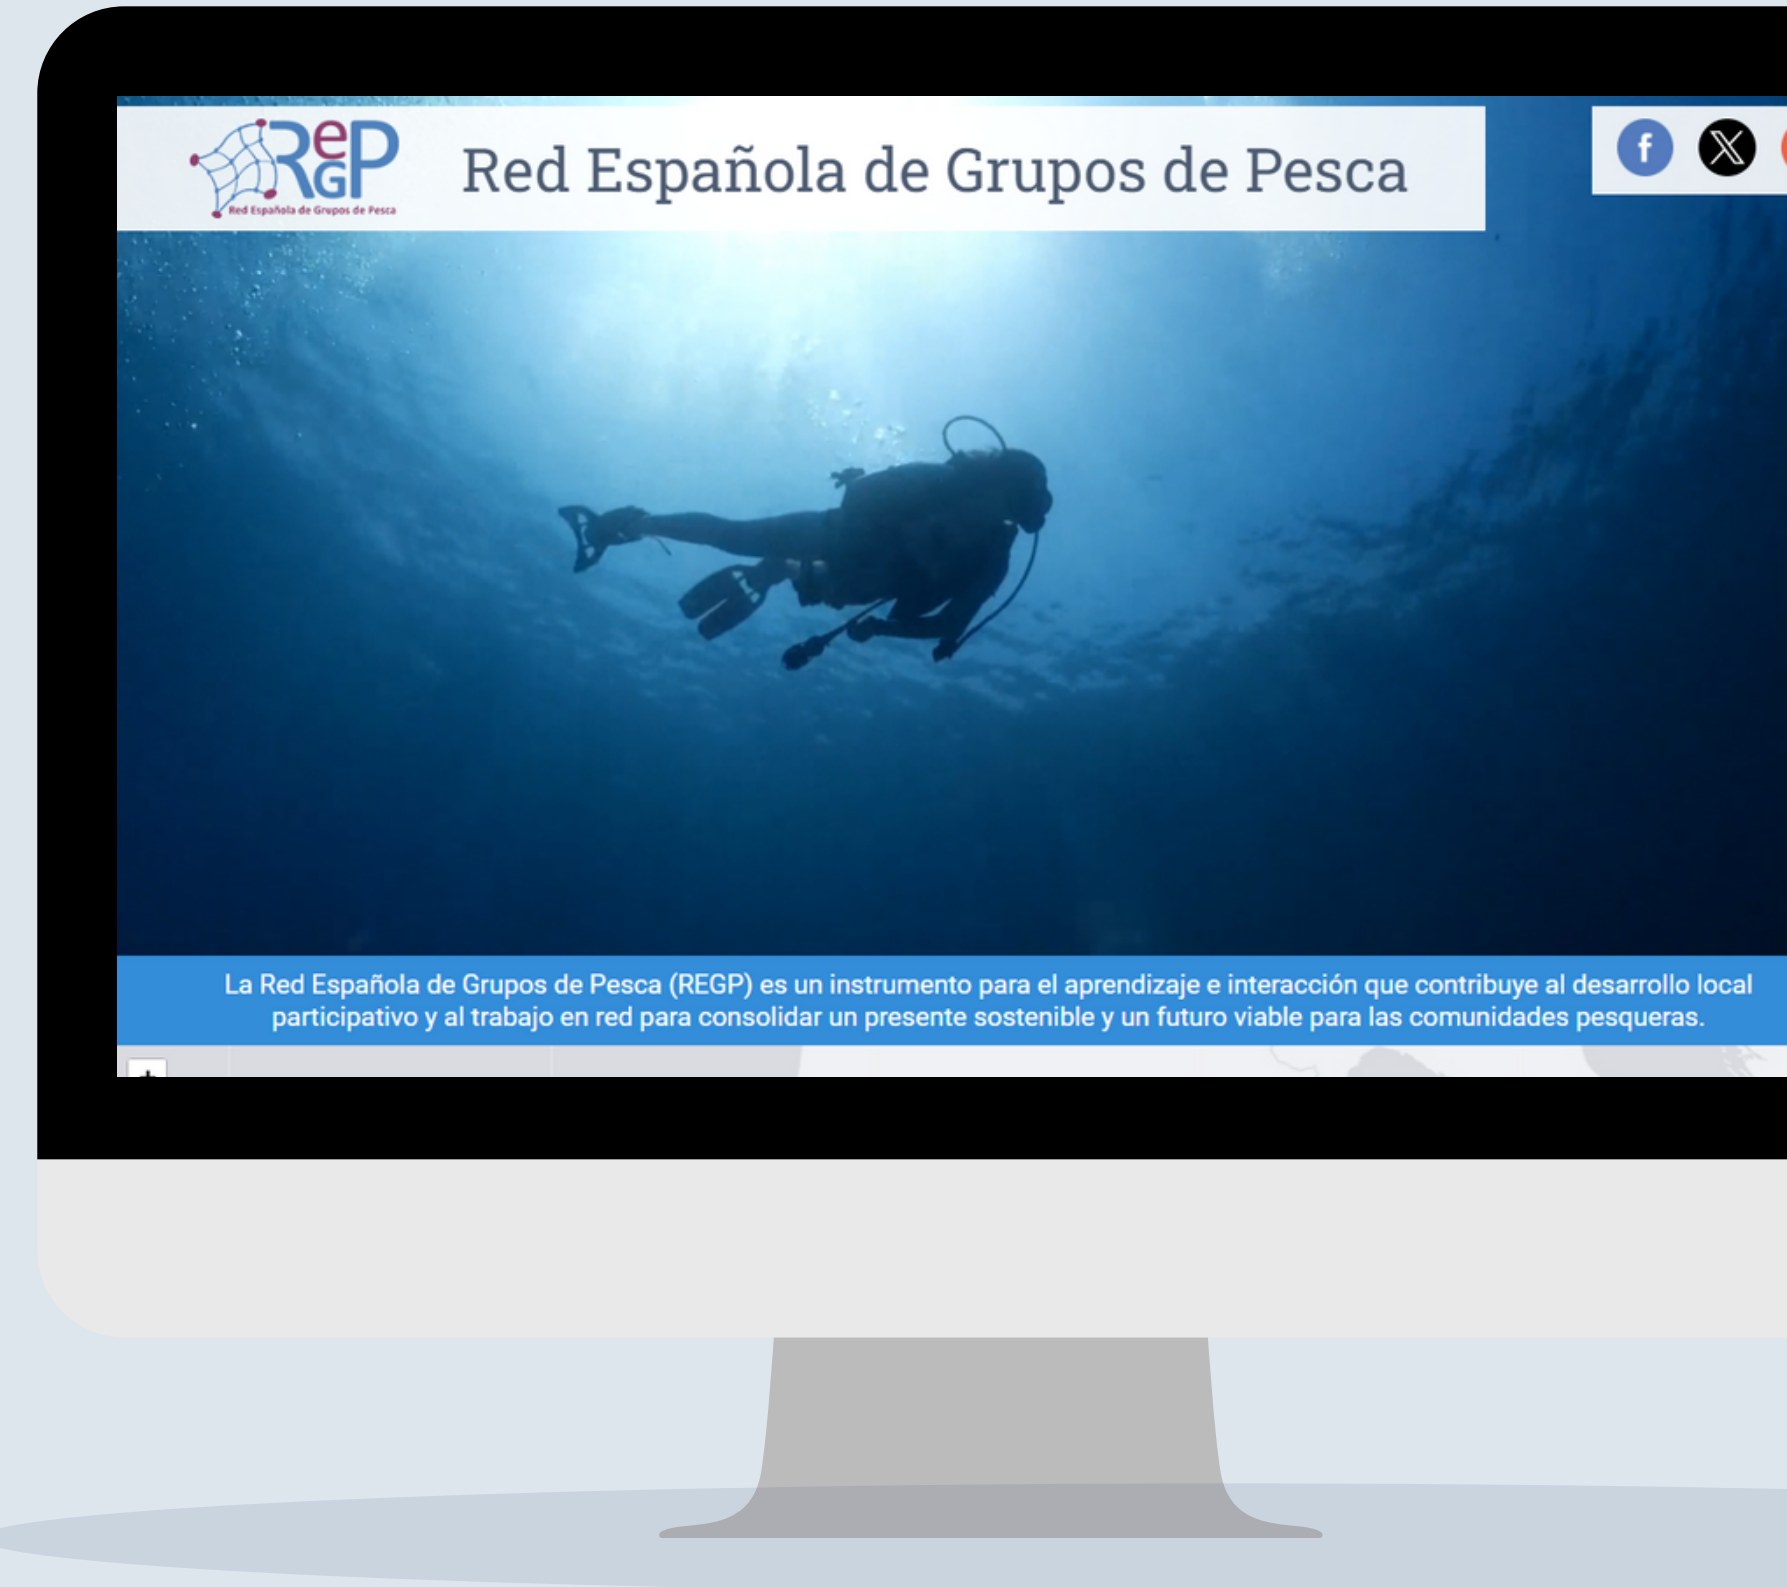 ReGP
Red Española de Grupos de Pesca
Red Española de Grupos de Pesca
f X
La Red Española de Grupos de Pesca (REGP) es un instrumento para el aprendizaje e interacción que contribuye al desarrollo local
participativo y al trabajo en red para consolidar un presente sostenible y un futuro viable para las comunidades pesqueras.